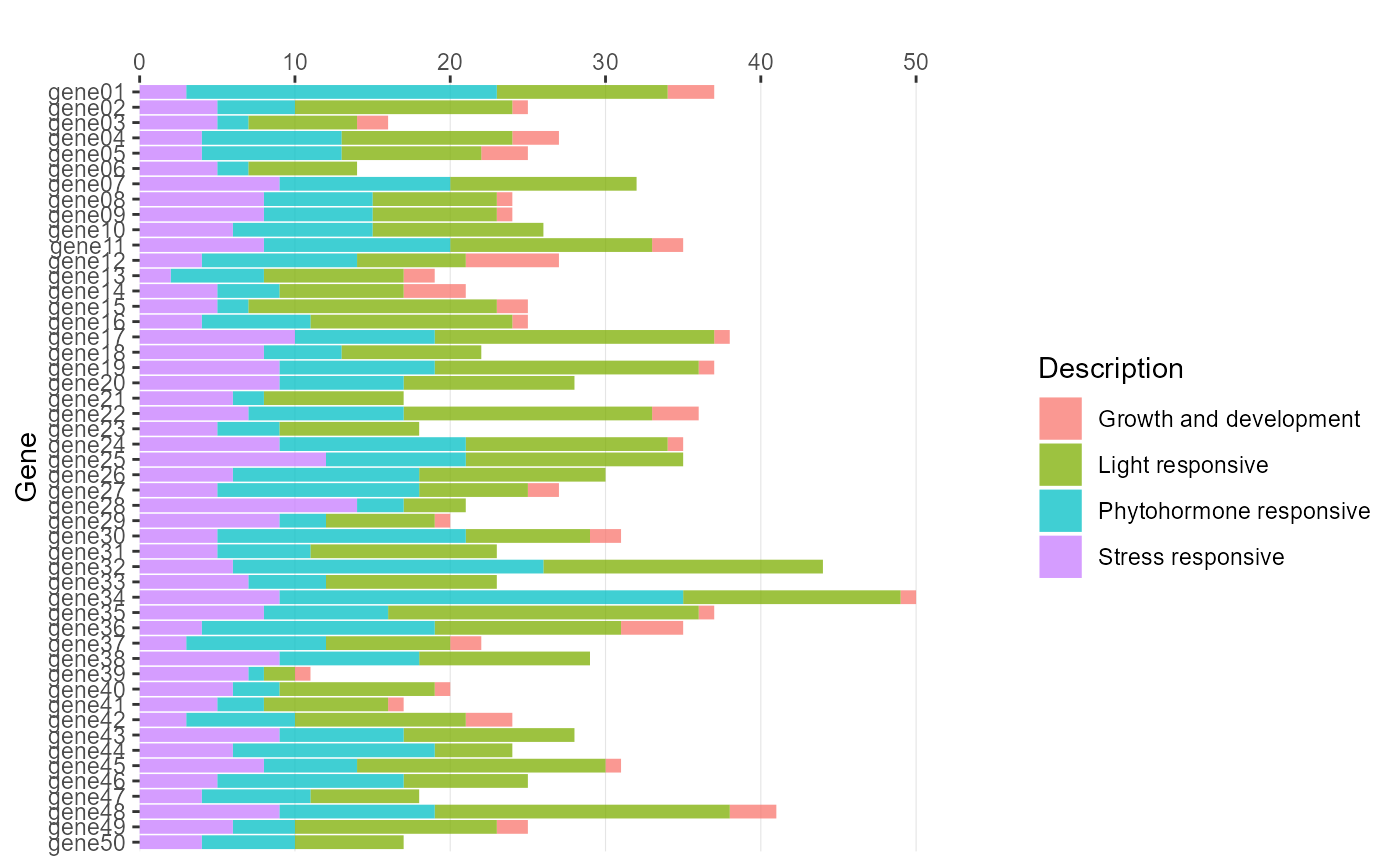 0 10 20 30 40 50
gene01
gene02
gene03
gene04
gene05
gene06
gene07
gene08
gene09
gene10
gene11
gene12
gene13
gene14
gene15
gene16
gene17
gene18
gene19
gene20
gene21
gene22
gene23
gene24
gene25
gene26
gene27
gene28
gene29
gene30
gene31
gene32
gene33
gene34
gene35
gene36
gene37
gene38
gene39
gene40
gene41
gene42
gene43
gene44
gene45
gene46
gene47
gene48
gene49
gene50
Gene
Description
Growth and development
Light responsive
Phytohormone responsive
Stress responsive